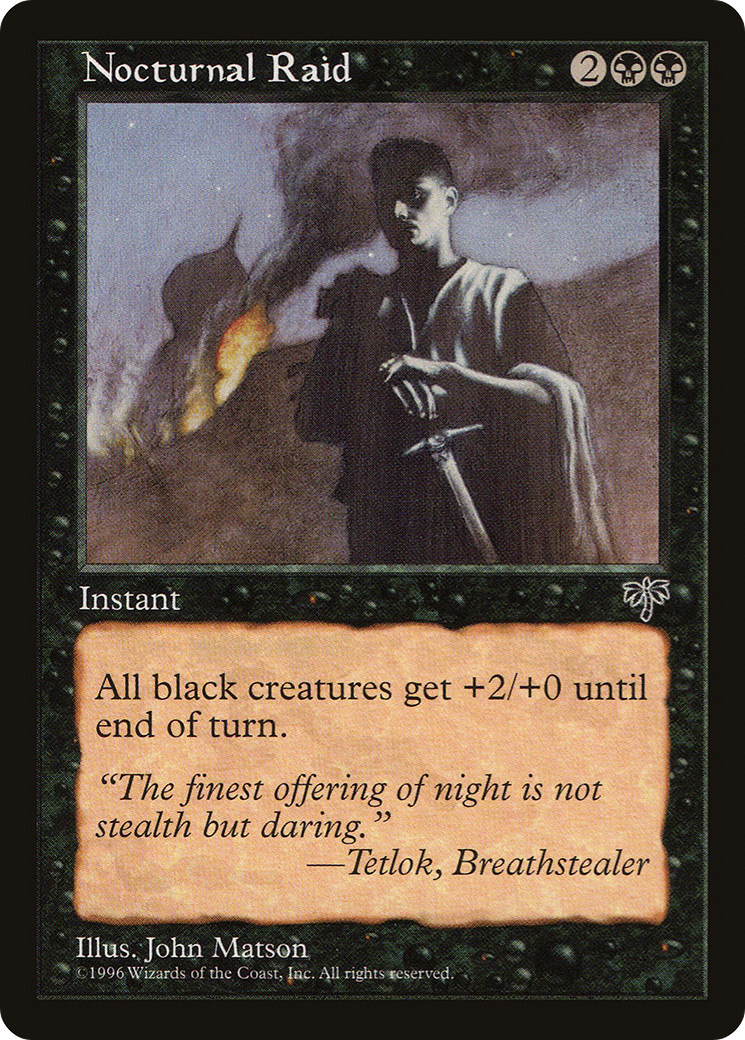 Nocturnal Raid 2
Instant
All black creatures get +2/+0 until
end of turn.
“The finest offering of night is not
stealth but daring.”
—Tetlok, Breathstealer
Illus. John Matson
©1996 Wizards of the Coast, Inc. All rights reserved.